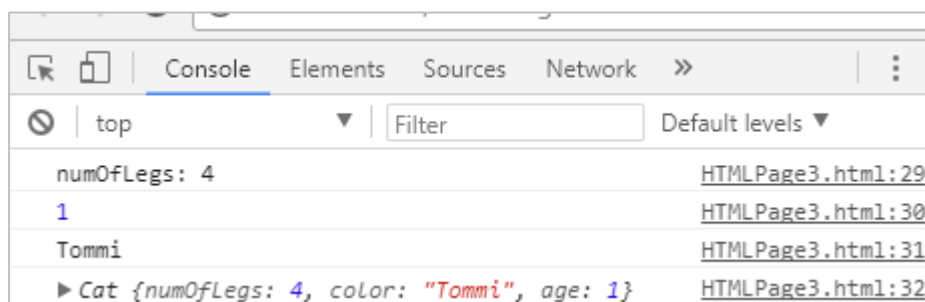 Console Elements Sources Network »
top Filter Default levels
numOfLegs: 4 HTMLPage3.html:29
1 HTMLPage3.html:30
Tommi HTMLPage3.html:31
Cat {numOfLegs: 4, color: "Tommi", age: 1} HTMLPage3.html:32